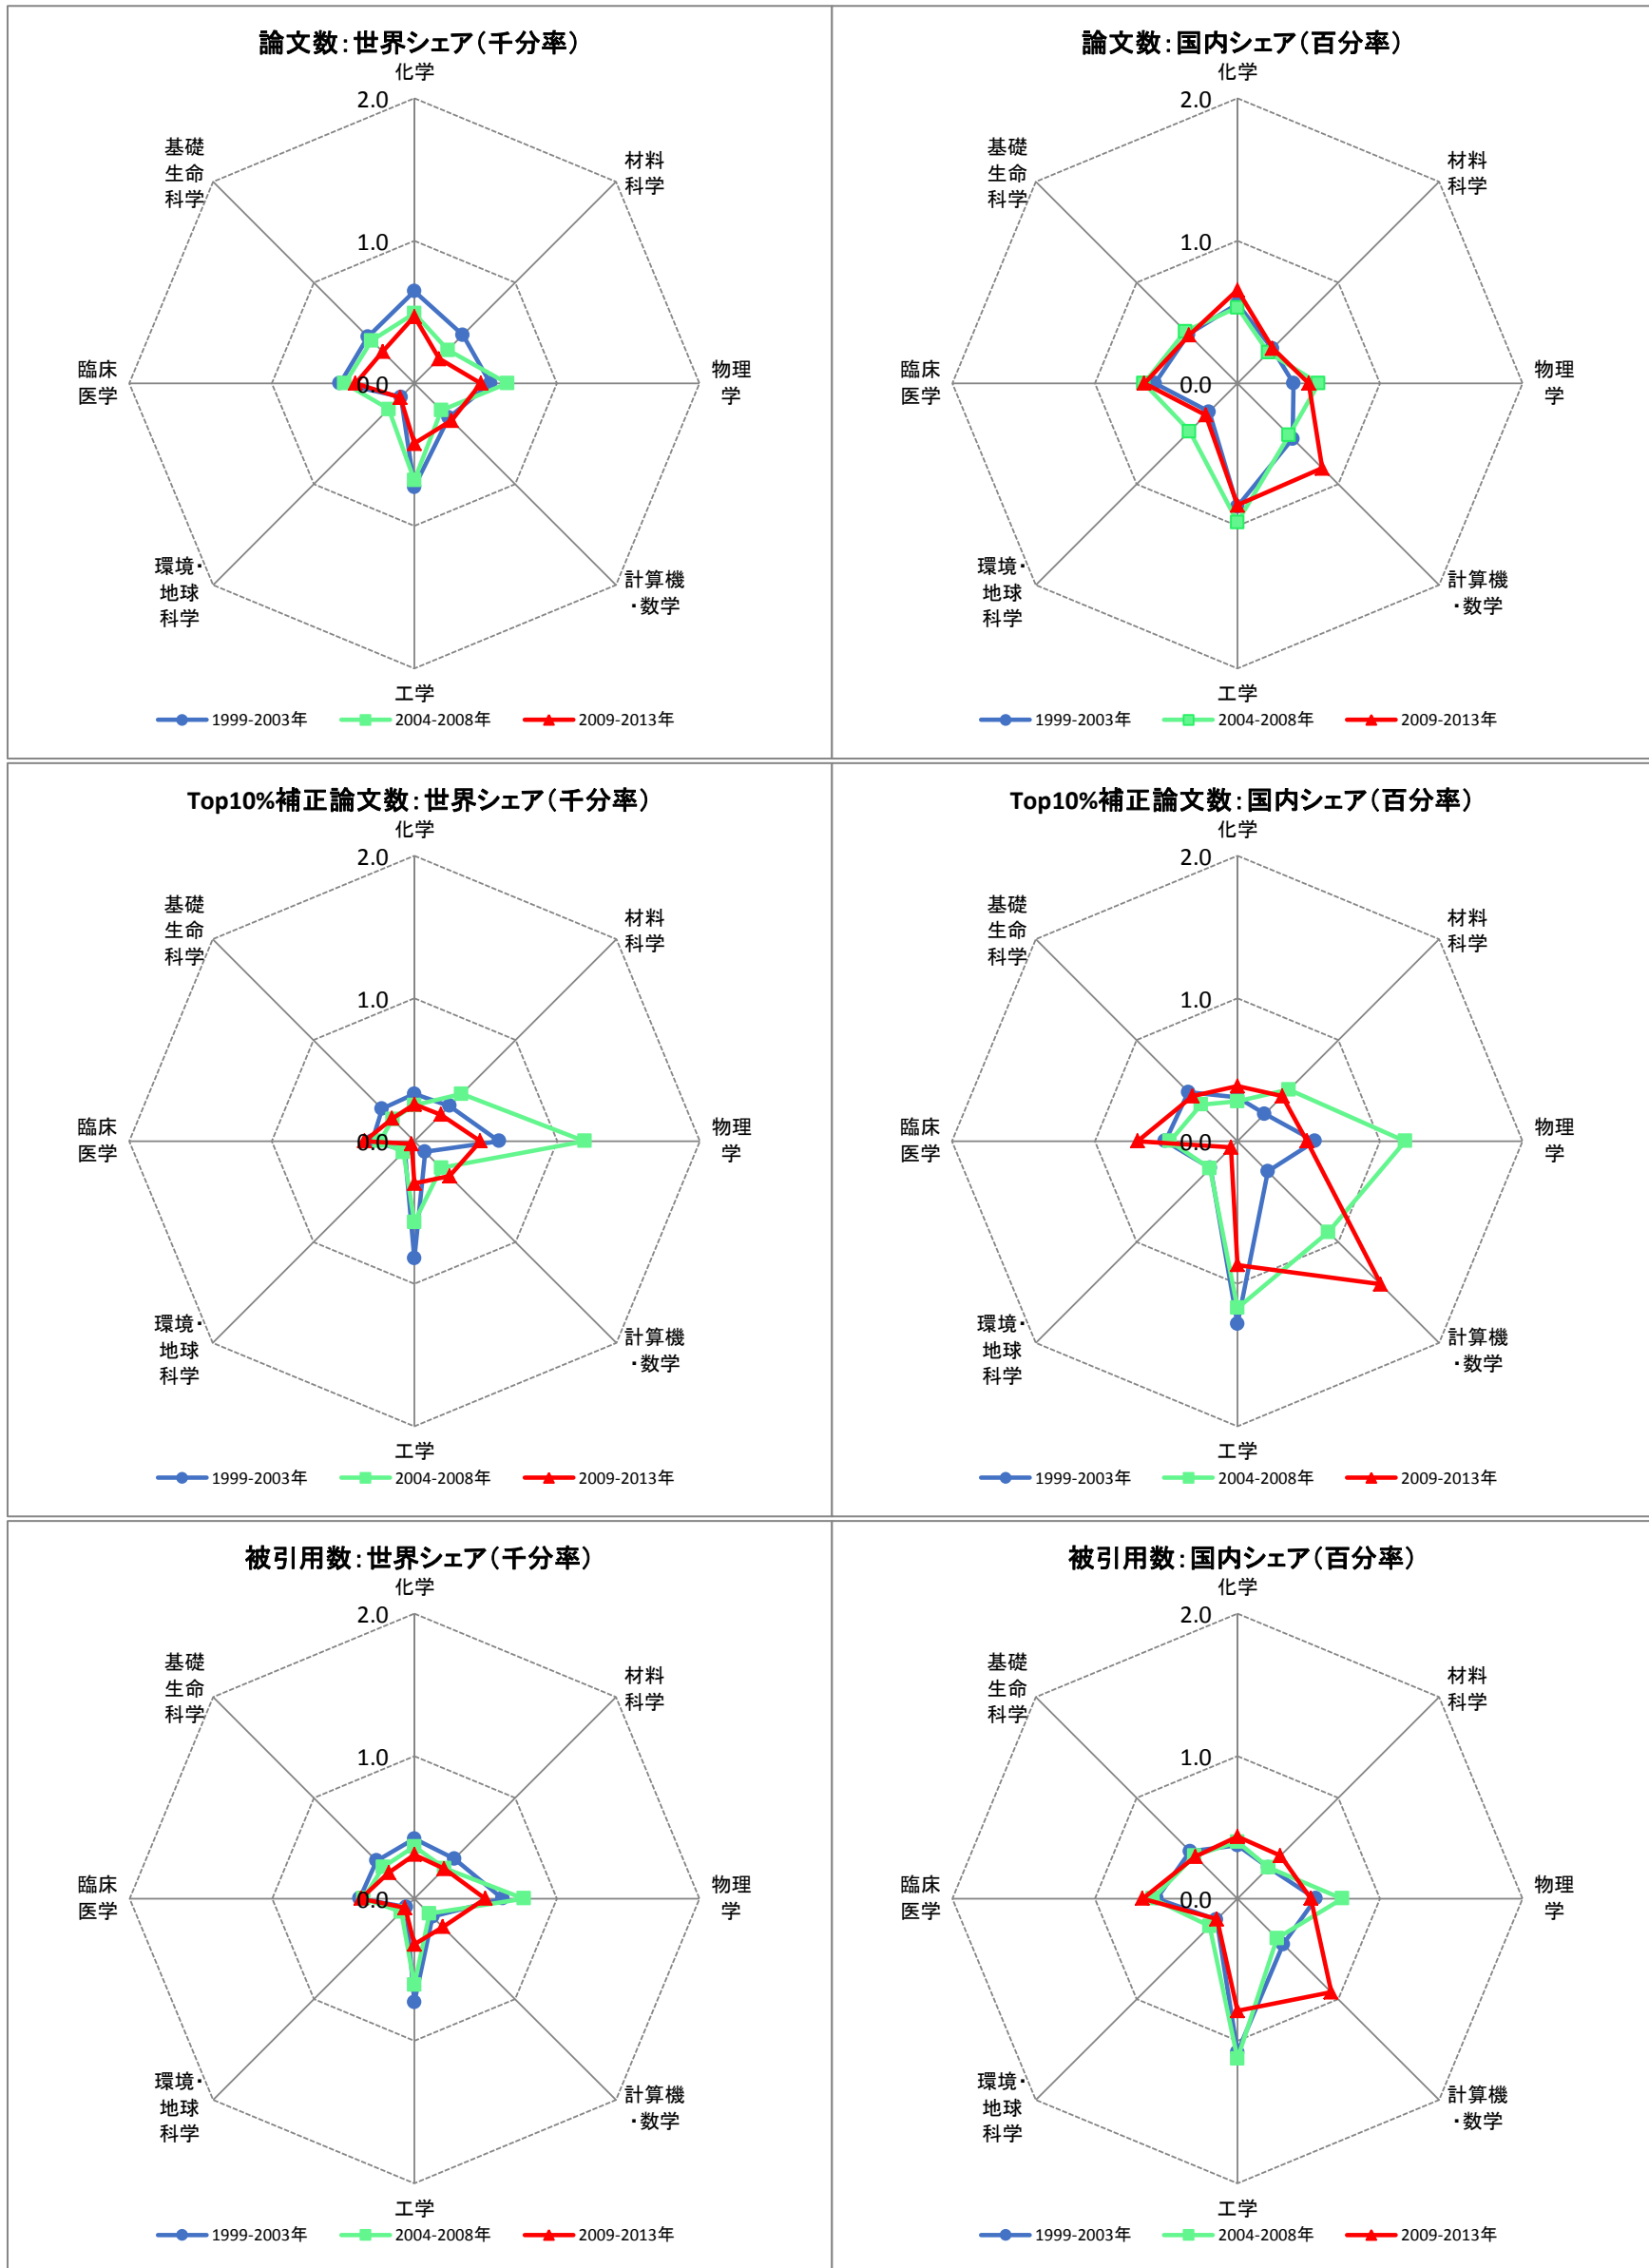 論文数：世界シェア（千分率）
化学
2.0
1.0
0.0
材料
科学
物理
学
計算機
・数学
工学
環境・
地球
科学
臨床
医学
基礎
生命
科学
1999-2003年 2004-2008年 2009-2013年
論文数：国内シェア（百分率）
化学
2.0
1.0
0.0
材料
科学
物理
学
計算機
・数学
工学
環境・
地球
科学
臨床
医学
基礎
生命
科学
1999-2003年 2004-2008年 2009-2013年
Top10%補正論文数：世界シェア（千分率）
化学
2.0
1.0
0.0
材料
科学
物理
学
計算機
・数学
工学
環境・
地球
科学
臨床
医学
基礎
生命
科学
1999-2003年 2004-2008年 2009-2013年
Top10%補正論文数：国内シェア（百分率）
化学
2.0
1.0
0.0
材料
科学
物理
学
計算機
・数学
工学
環境・
地球
科学
臨床
医学
基礎
生命
科学
1999-2003年 2004-2008年 2009-2013年
被引用数：世界シェア（千分率）
化学
2.0
1.0
0.0
材料
科学
物理
学
計算機
・数学
工学
環境・
地球
科学
臨床
医学
基礎
生命
科学
1999-2003年 2004-2008年 2009-2013年
被引用数：国内シェア（百分率）
化学
2.0
1.0
0.0
材料
科学
物理
学
計算機
・数学
工学
環境・
地球
科学
臨床
医学
基礎
生命
科学
1999-2003年 2004-2008年 2009-2013年